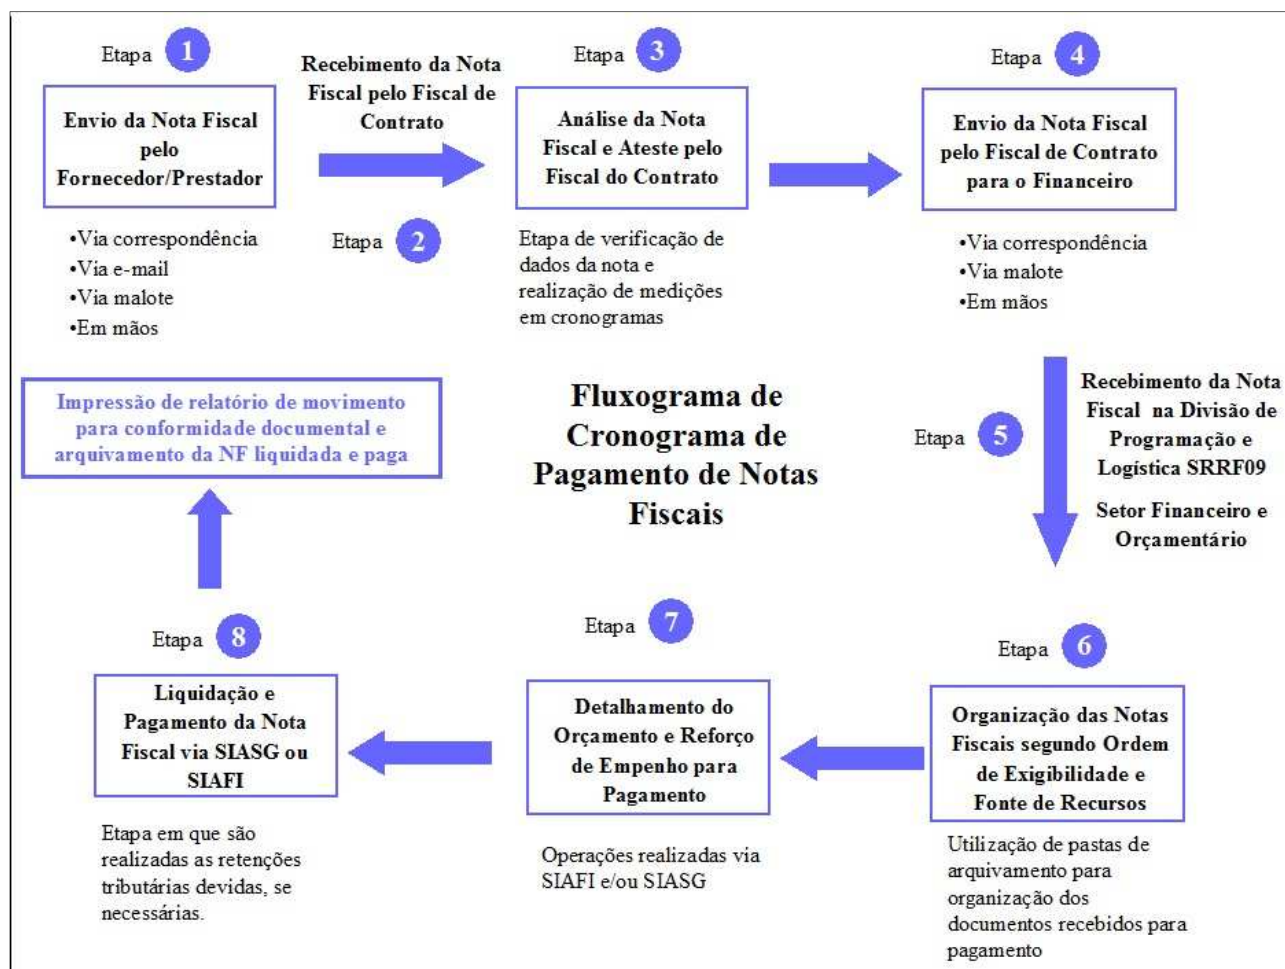 Etapa 1
Envio da Nota Fiscal
pelo
Fornecedor/Prestador
•Via correspondência
•Via e-mail
•Via malote
•Em mãos
Recebimento da Nota
Fiscal pelo Fiscal de
Contrato
Etapa 2
Etapa 3
Análise da Nota
Fiscal e Ateste pelo
Fiscal do Contrato
Etapa de verificação de
dados da nota e
realização de medições
em cronogramas
Etapa 4
Envio da Nota Fiscal
pelo Fiscal de Contrato
para o Financeiro
•Via correspondência
•Via malote
•Em mãos
Fluxograma de
Cronograma de
Pagamento de Notas
Fiscais
Etapa 5
Recebimento da Nota
Fiscal na Divisão de
Programação e
Logística SRRF09
Setor Financeiro e
Orçamentário
Etapa 6
Organização das Notas
Fiscais segundo Ordem
de Exigibilidade e
Fonte de Recursos
Utilização de pastas de
arquivamento para
organização dos
documentos recebidos para
pagamento
Etapa 7
Detalhamento do
Orçamento e Reforço
de Empenho para
Pagamento
Operações realizadas via
SIAFI e/ou SIASG
Etapa 8
Liquidação e
Pagamento da Nota
Fiscal via SIASG ou
SIAFI
Etapa em que são
realizadas as retenções
tributárias devidas, se
necessárias.
Impressão de relatório de movimento
para conformidade documental e
arquivamento da NF liquidada e paga